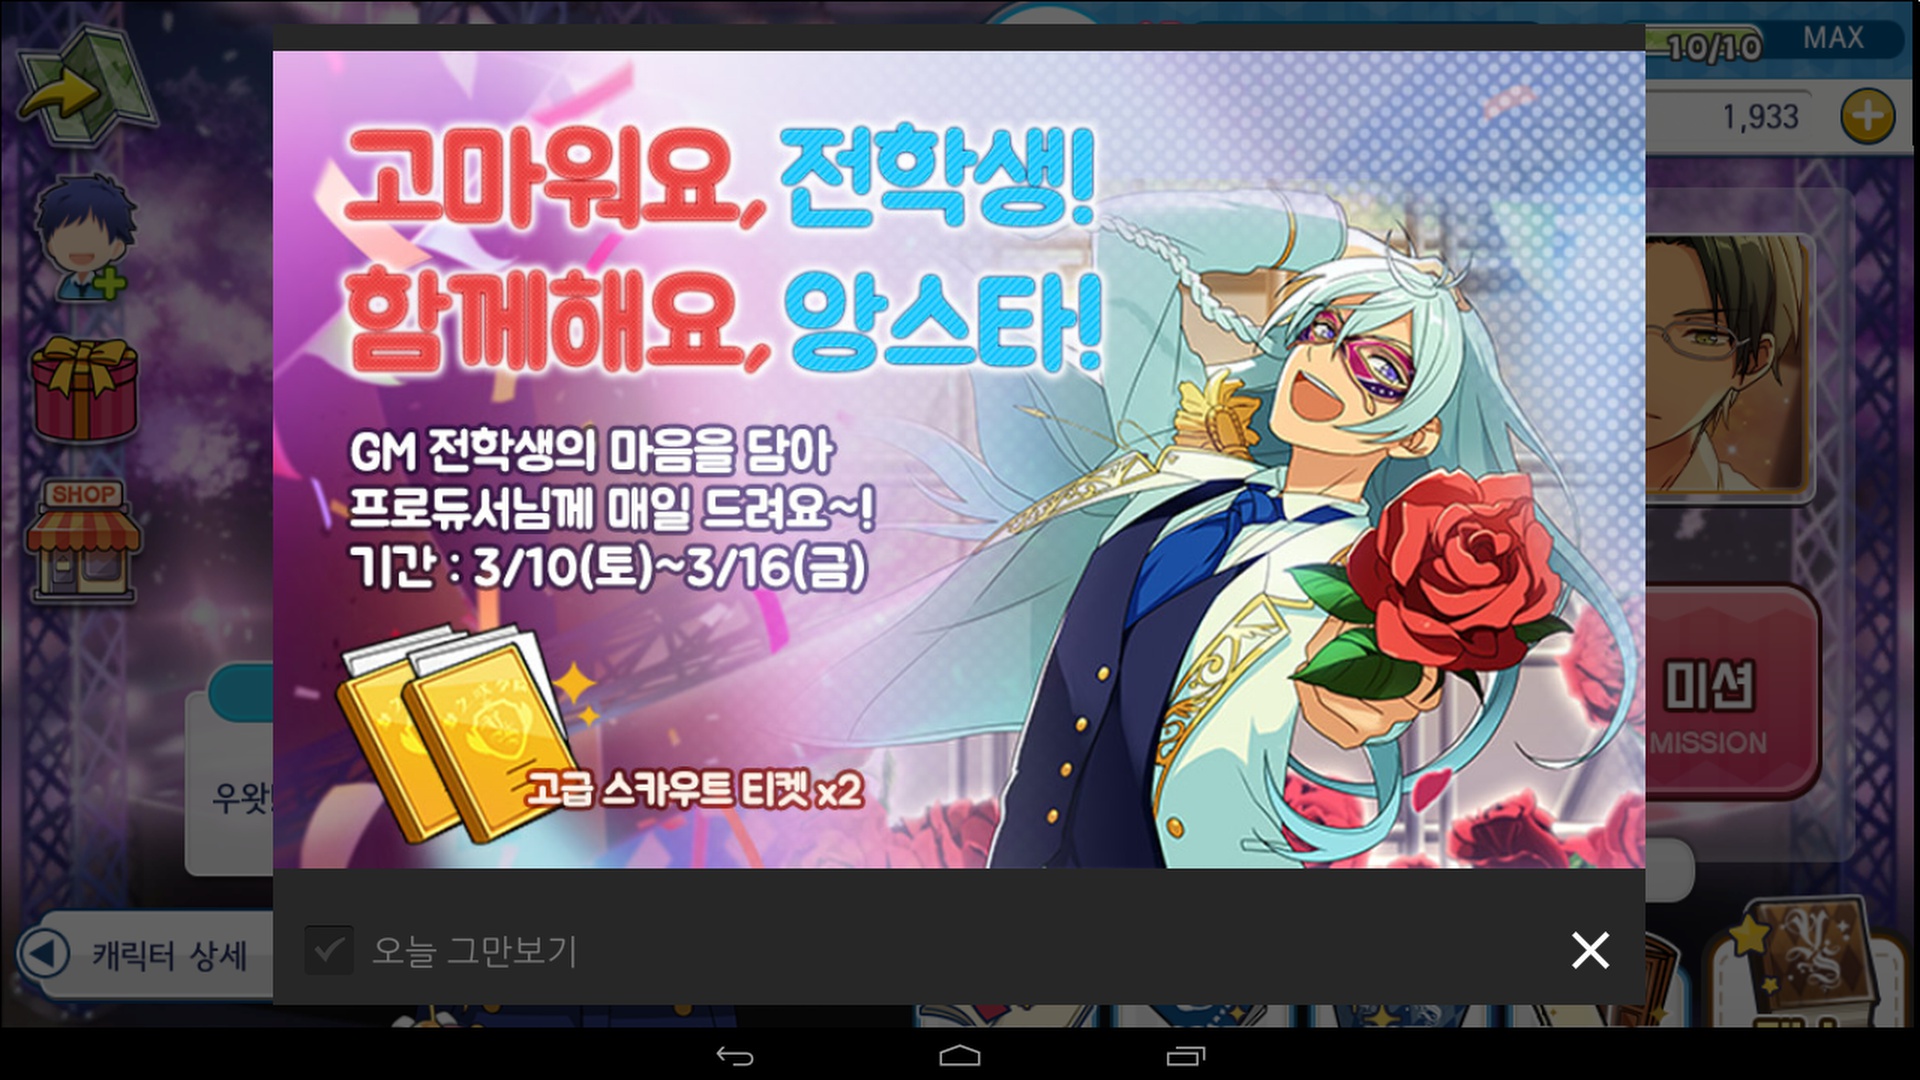 10/10 MAX
1,933
고마워요, 전학생!
함께해요, 앙스타!
GM 전학생의 마음을 담아
프로듀서님께 매일 드려요~!
기간 : 3/10(토)~3/16(금)
고급 스카우트 티켓 x2
SHOP
미션
MISSION
우왓
캐릭터 상세
오늘 그만보기